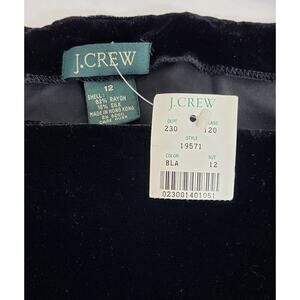 J.CREW
12
SHELL:
82% RAYON
18% SILK
MADE IN HONG KONG
J.CREW
DEPT CLASS
230 120
STYLE
19571
COLOR SIZE
BLA 12
023001401051